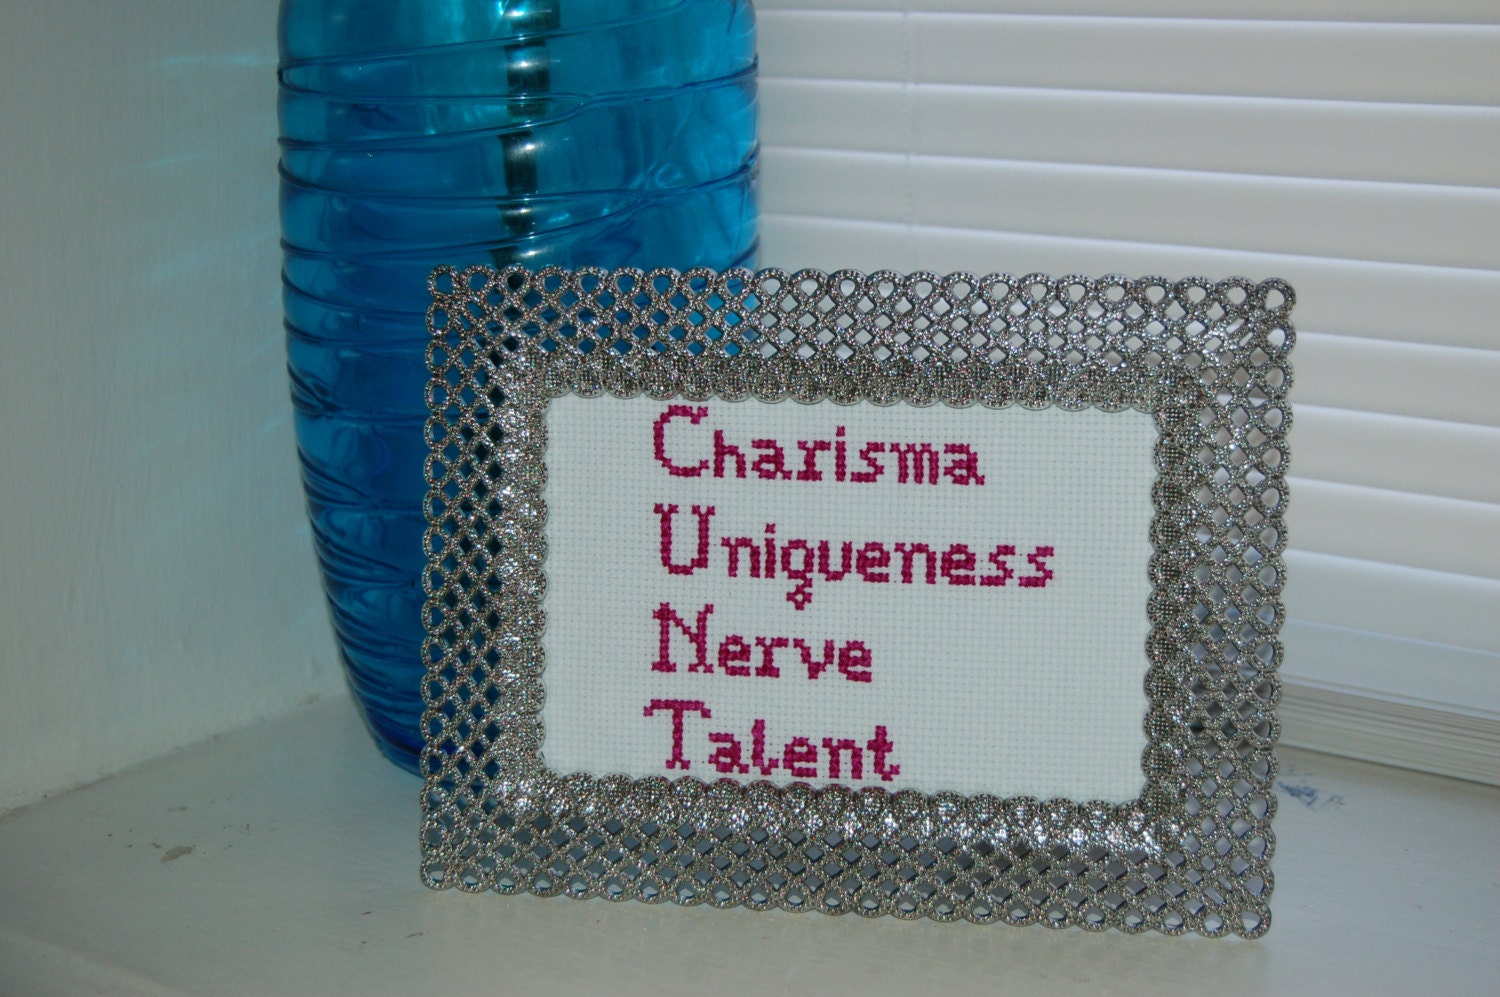 Charisma
Uniqueness
Nerve
Talent